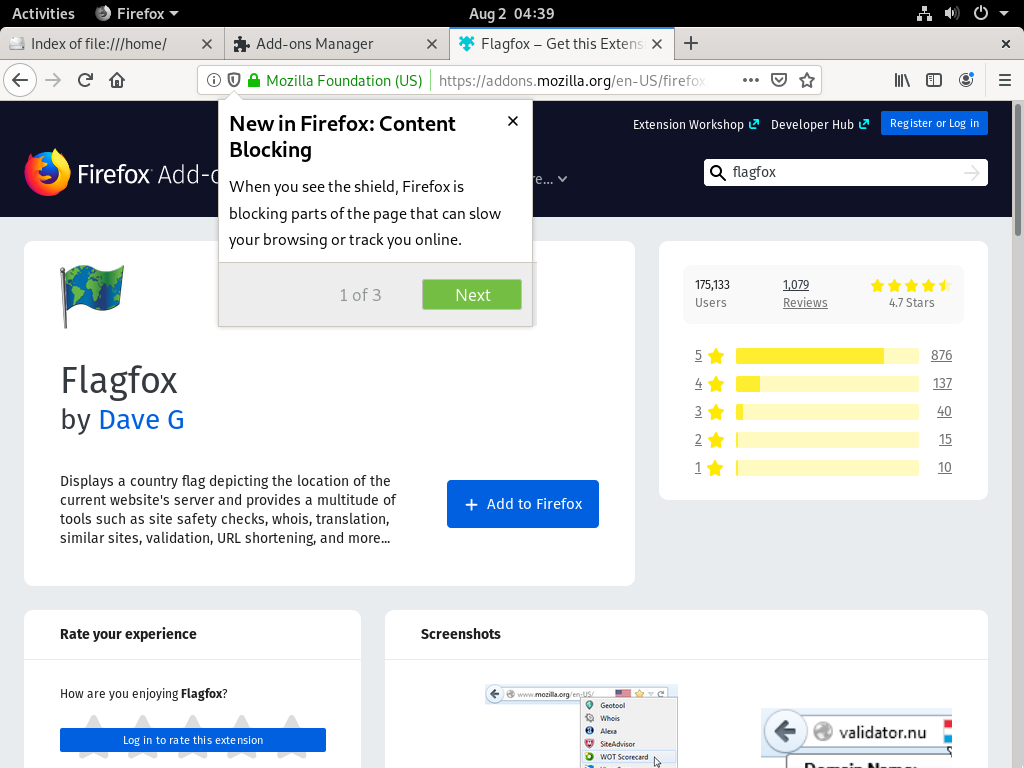 Activities
Firefox
Aug 2 04:39
Index of file:///home/
Add-ons Manager
Flagfox – Get this Extens
Mozilla Foundation (US)
https://addons.mozilla.org/en-US/firefox
New in Firefox: Content
Blocking
When you see the shield, Firefox is
blocking parts of the page that can slow
your browsing or track you online.
1 of 3
Next
Extension Workshop
Developer Hub
Register or Log in
Firefox Add-o
re...
flagfox
Flagfox
by Dave G
Displays a country flag depicting the location of the
current website's server and provides a multitude of
tools such as site safety checks, whois, translation,
similar sites, validation, URL shortening, and more...
+ Add to Firefox
175,133
Users
1,079
Reviews
4.7 Stars
5 876
4 137
3 40
2 15
1 10
Rate your experience
How are you enjoying Flagfox?
Log in to rate this extension
Screenshots
www.mozilla.org/en-US/
Geotool
Whois
Alexa
SiteAdvisor
WOT Scorecard
validator.nu
Domain Name: